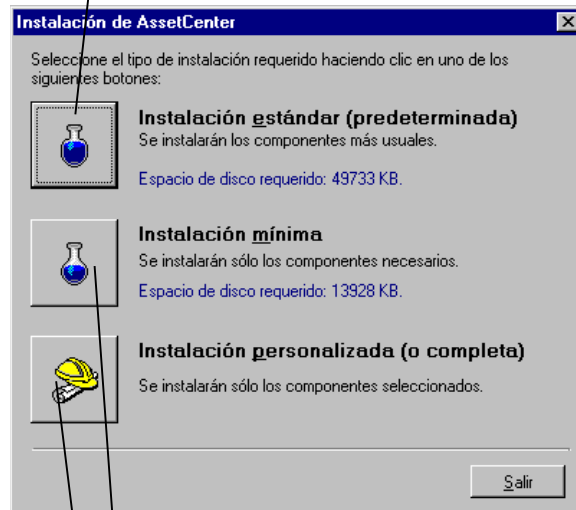 Instalación de AssetCenter
Seleccione el tipo de instalación requerido haciendo clic en uno de los
siguientes botones:
Instalación estándar (predeterminada)
Se instalarán los componentes más usuales.
Espacio de disco requerido: 49733 KB.
Instalación mínima
Se instalarán sólo los componentes necesarios.
Espacio de disco requerido: 13928 KB.
Instalación personalizada (o completa)
Se instalarán sólo los componentes seleccionados.
Salir